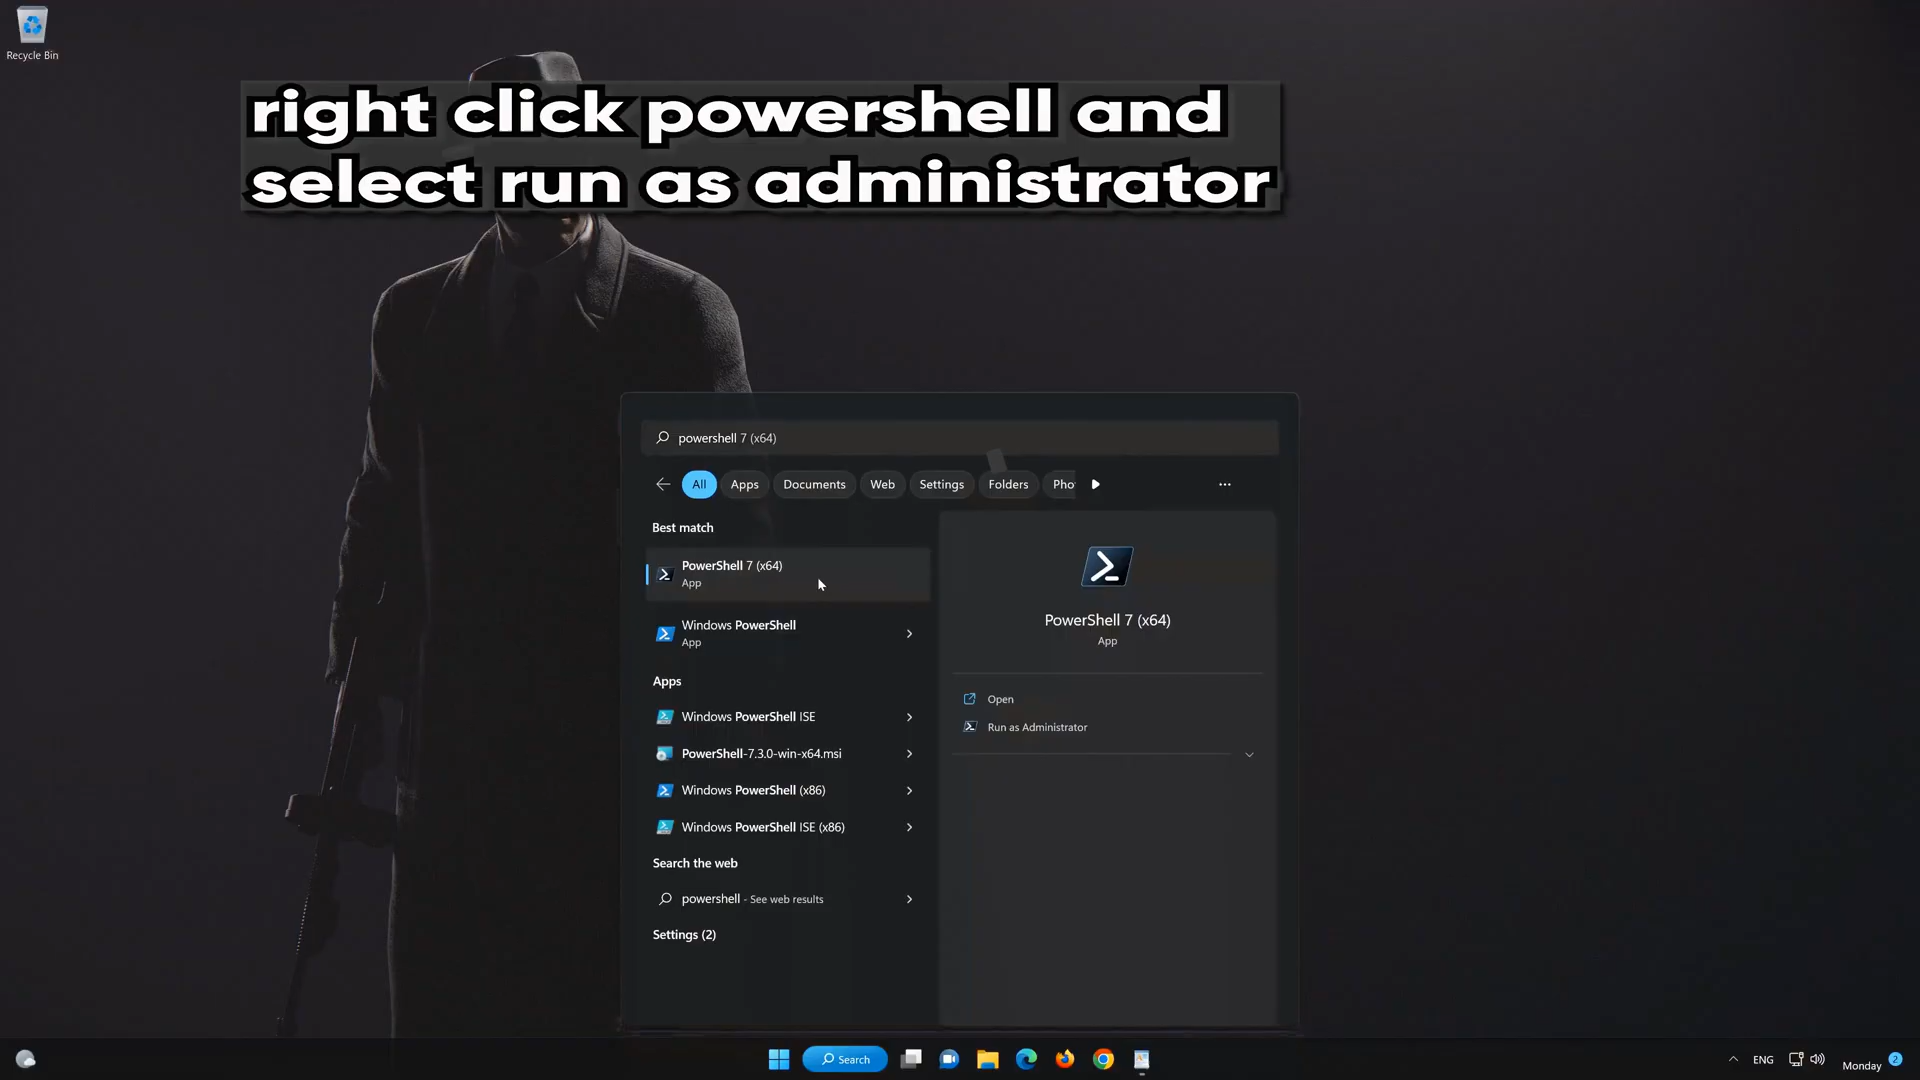 Recycle Bin
right click powershell and
select run as administrator
powershell 7 (x64)
All Apps Documents Web Settings Folders Pho
Best match
PowerShell 7 (x64)
App
Windows PowerShell
App
Apps
Windows PowerShell ISE
PowerShell-7.3.0-win-x64.msi
Windows PowerShell (x86)
Windows PowerShell ISE (x86)
Search the web
powershell - See web results
Settings (2)
PowerShell 7 (x64)
App
Open
Run as Administrator
Search
ENG
Monday
2